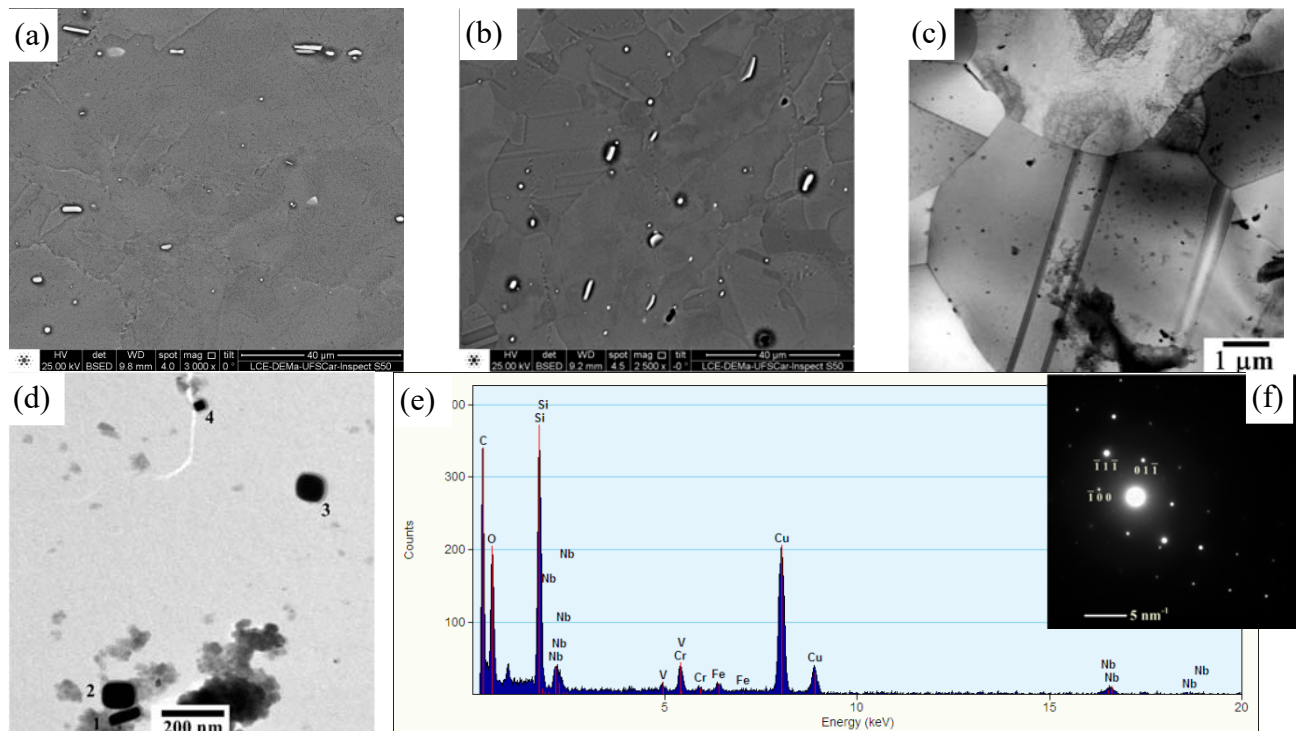 (a)
HV det WD spot mag □ tilt 40 µm
25.00 kV BSED 9.8 mm 4.0 3 000 x 0 ° LCE-DEMa-UFSCar-Inspect S50
(b)
HV det WD spot mag □ tilt 40 µm
25.00 kV BSED 9.2 mm 4.5 2 500 x -0 ° LCE-DEMa-UFSCar-Inspect S50
(c)
1 µm
(d)
4
3
2
1
200 nm
(e)
300
200
100
Counts
C
O
Si
Si
Nb
Nb
Nb
Nb
Nb
V
V
Cr
Cr
Fe
Fe
Cu
Cu
Nb
Nb
Nb
Nb
5
10
15
20
Energy (keV)
(f)
1̅11̅
011̅
1̅00
5 nm⁻¹